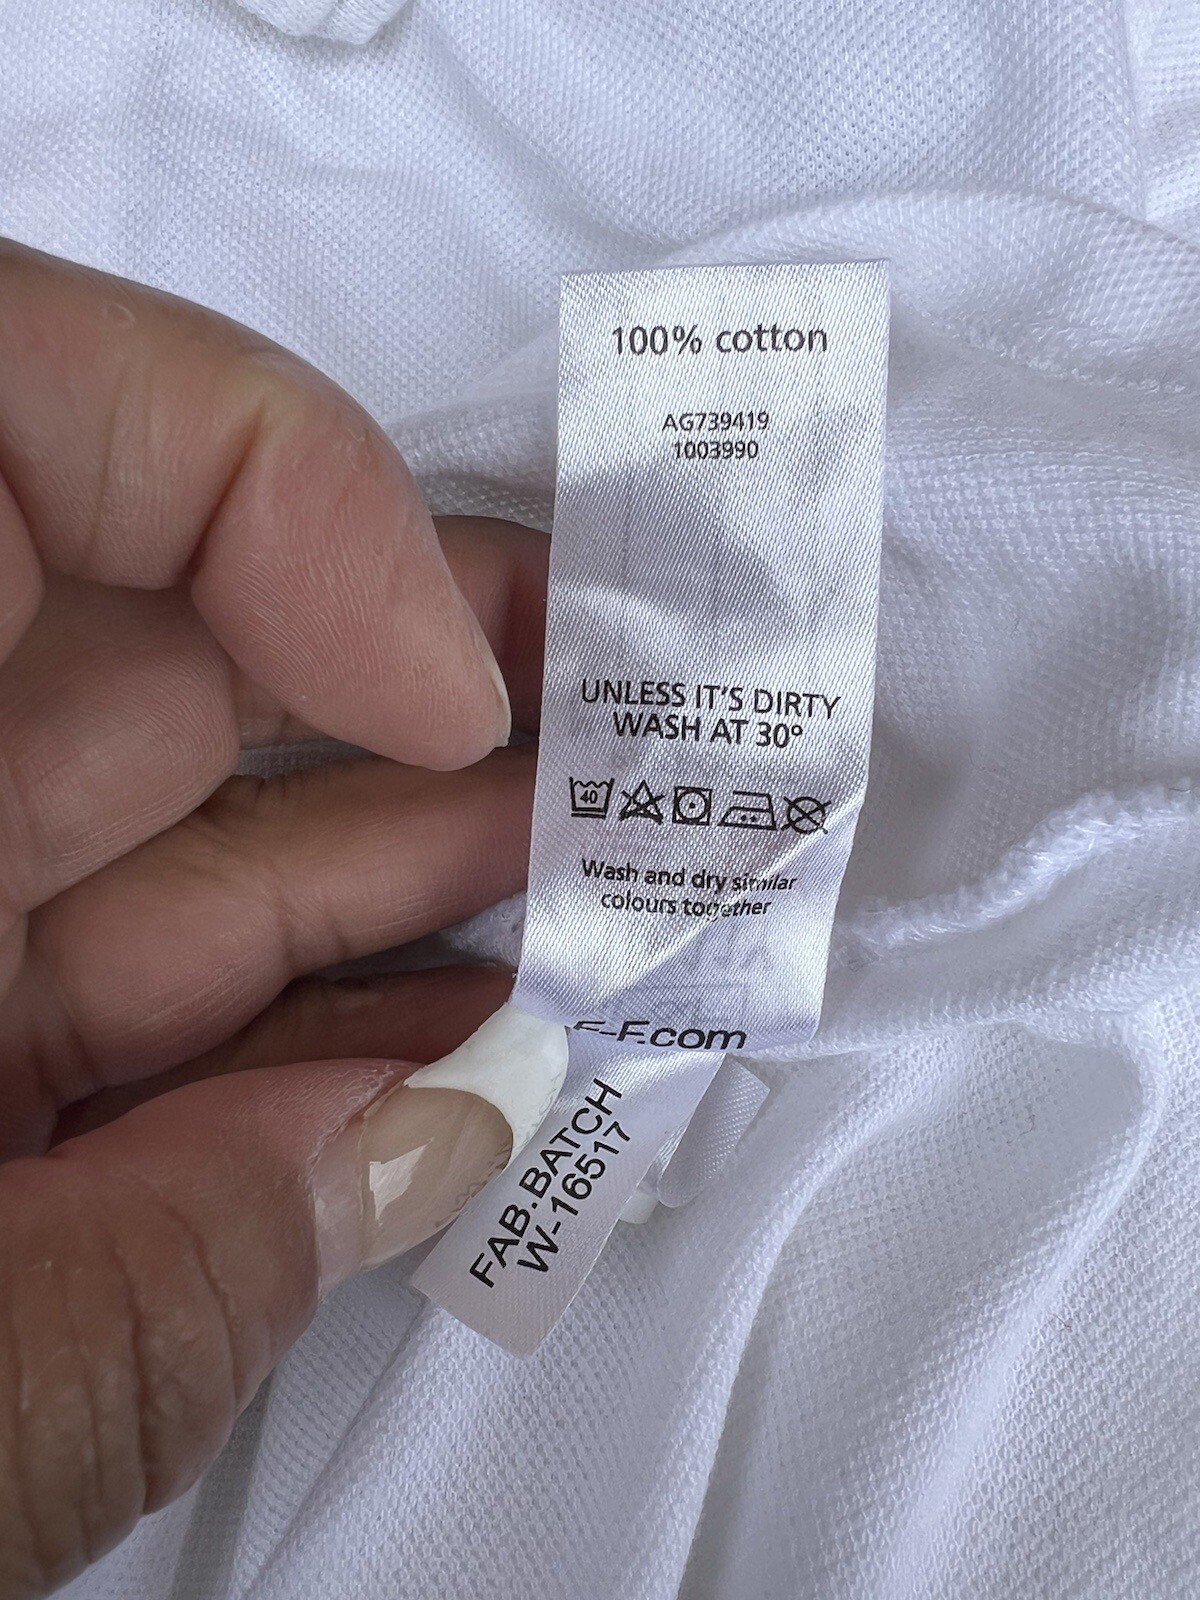 100% cotton
AG739419
1003990
UNLESS IT'S DIRTY
WASH AT 30°
40
Wash and dry similar
colours together
F-F.com
FAB.BATCH
W-16517